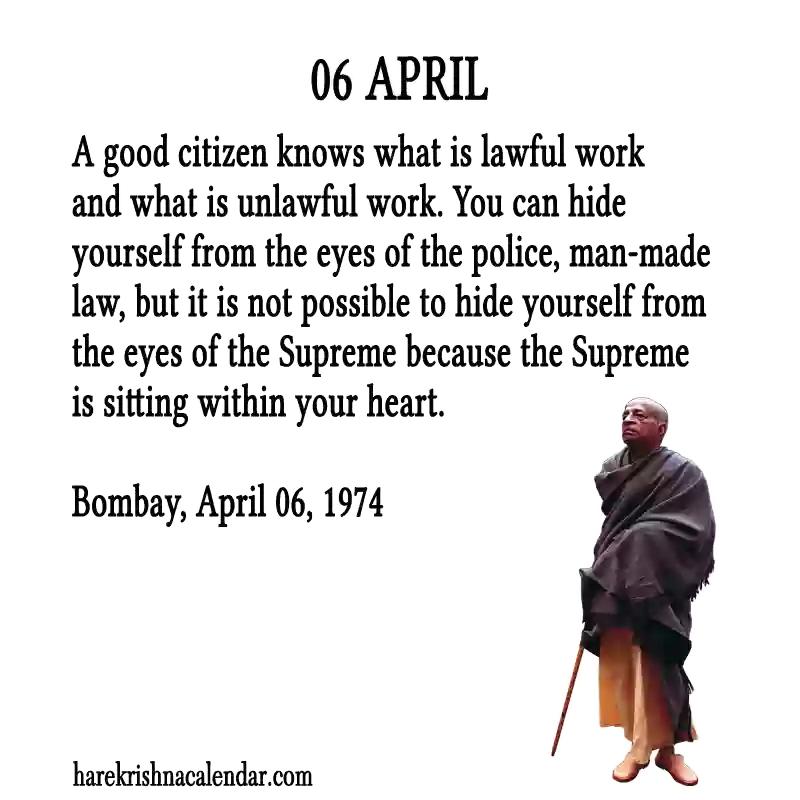 06 APRIL
A good citizen knows what is lawful work
and what is unlawful work. You can hide
yourself from the eyes of the police, man-made
law, but it is not possible to hide yourself from
the eyes of the Supreme because the Supreme
is sitting within your heart.
Bombay, April 06, 1974
harekrishnacalendar.com